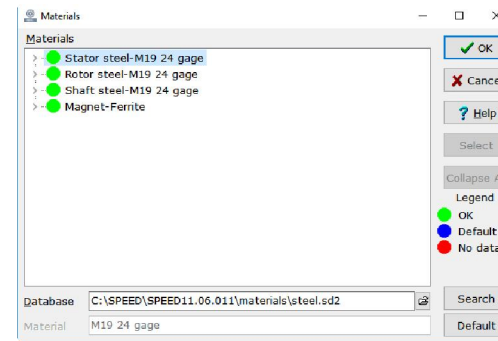 Materials
Materials
Stator steel-M19 24 gage
Rotor steel-M19 24 gage
Shaft steel-M19 24 gage
Magnet-Ferrite
OK
Cance
Help
Select
Collapse A
Legend
OK
Default
No data
Database C:\SPEED\SPEED11.06.011\materials\steel.sd2
Search
Material M19 24 gage
Default